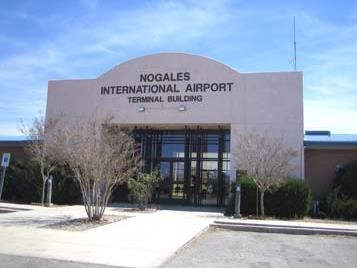 NOGALES
INTERNATIONAL AIRPORT
TERMINAL BUILDING